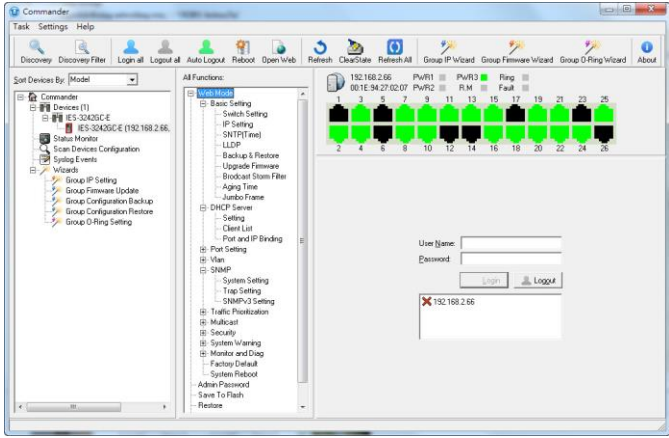 Commander
Task Settings Help
Discovery Discovery Filter Login all Logout all Auto Logout Reboot Open Web Refresh ClearState Refresh All Group IP Wizard Group Firmware Wizard Group O-Ring Wizard About
Sort Devices By: Model
Commander
Devices (1)
IES-3242GC-E
IES-3242GC-E (192.168.2.66,
Status Monitor
Scan Devices Configuration
Syslog Events
Wizards
Group IP Setting
Group Firmware Update
Group Configuration Backup
Group Configuration Restore
Group O-Ring Setting
All Functions:
Web Mode
Basic Setting
Switch Setting
IP Setting
SNTP(Time)
LLDP
Backup & Restore
Upgrade Firmware
Brodcast Storm Filter
Aging Time
Jumbo Frame
DHCP Server
Setting
Client List
Port and IP Binding
Port Setting
Vlan
SNMP
System Setting
Trap Setting
SNMPv3 Setting
Traffic Prioritization
Multicast
Security
System Warning
Monitor and Diag
Factory Default
System Reboot
Admin Password
Save To Flash
Restore
192.168.2.66 PWR1 PWR3 Ring
00:1E:94:27:02:07 PWR2 R.M Fault
1 3 5 7 9 11 13 15 17 19 21 23 25
2 4 6 8 10 12 14 16 18 20 22 24 26
User Name:
Password:
Login Logout
192.168.2.66